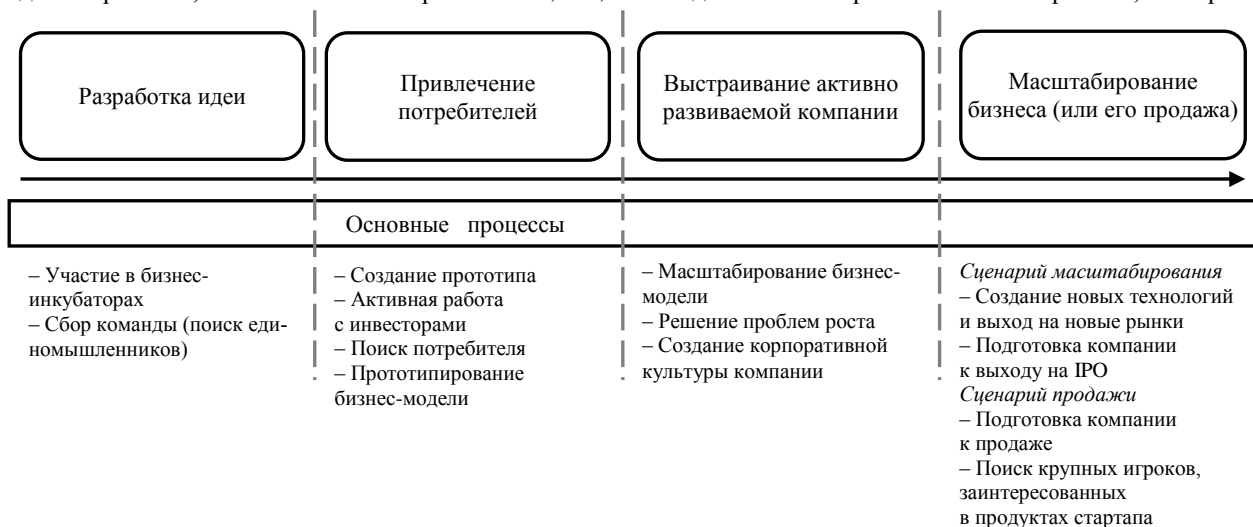 Разработка идеи
Привлечение
потребителей
Выстраивание активно
развиваемой компании
Масштабирование
бизнеса (или его продажа)
Основные процессы
– Участие в бизнес-
инкубаторах
– Сбор команды (поиск еди-
номышленников)
– Создание прототипа
– Активная работа
с инвесторами
– Поиск потребителя
– Прототипирование
бизнес-модели
– Масштабирование бизнес-
модели
– Решение проблем роста
– Создание корпоративной
культуры компании
Сценарий масштабирования
– Создание новых технологий
и выход на новые рынки
– Подготовка компании
к выходу на IPO
Сценарий продажи
– Подготовка компании
к продаже
– Поиск крупных игроков,
заинтересованных
в продуктах стартапа